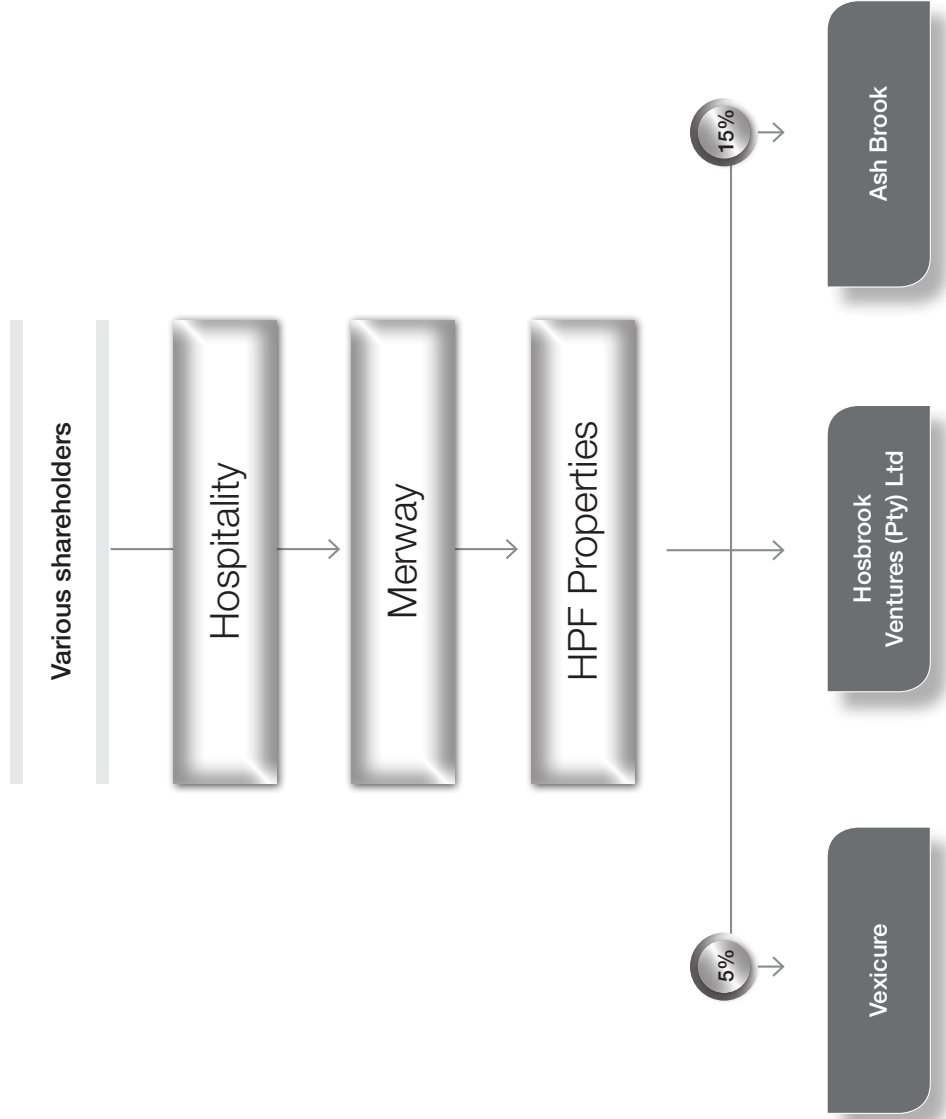 Various shareholders
Hospitality
Merway
HPF Properties
5%
15%
Vexicure
Hosbrook
Ventures (Pty) Ltd
Ash Brook